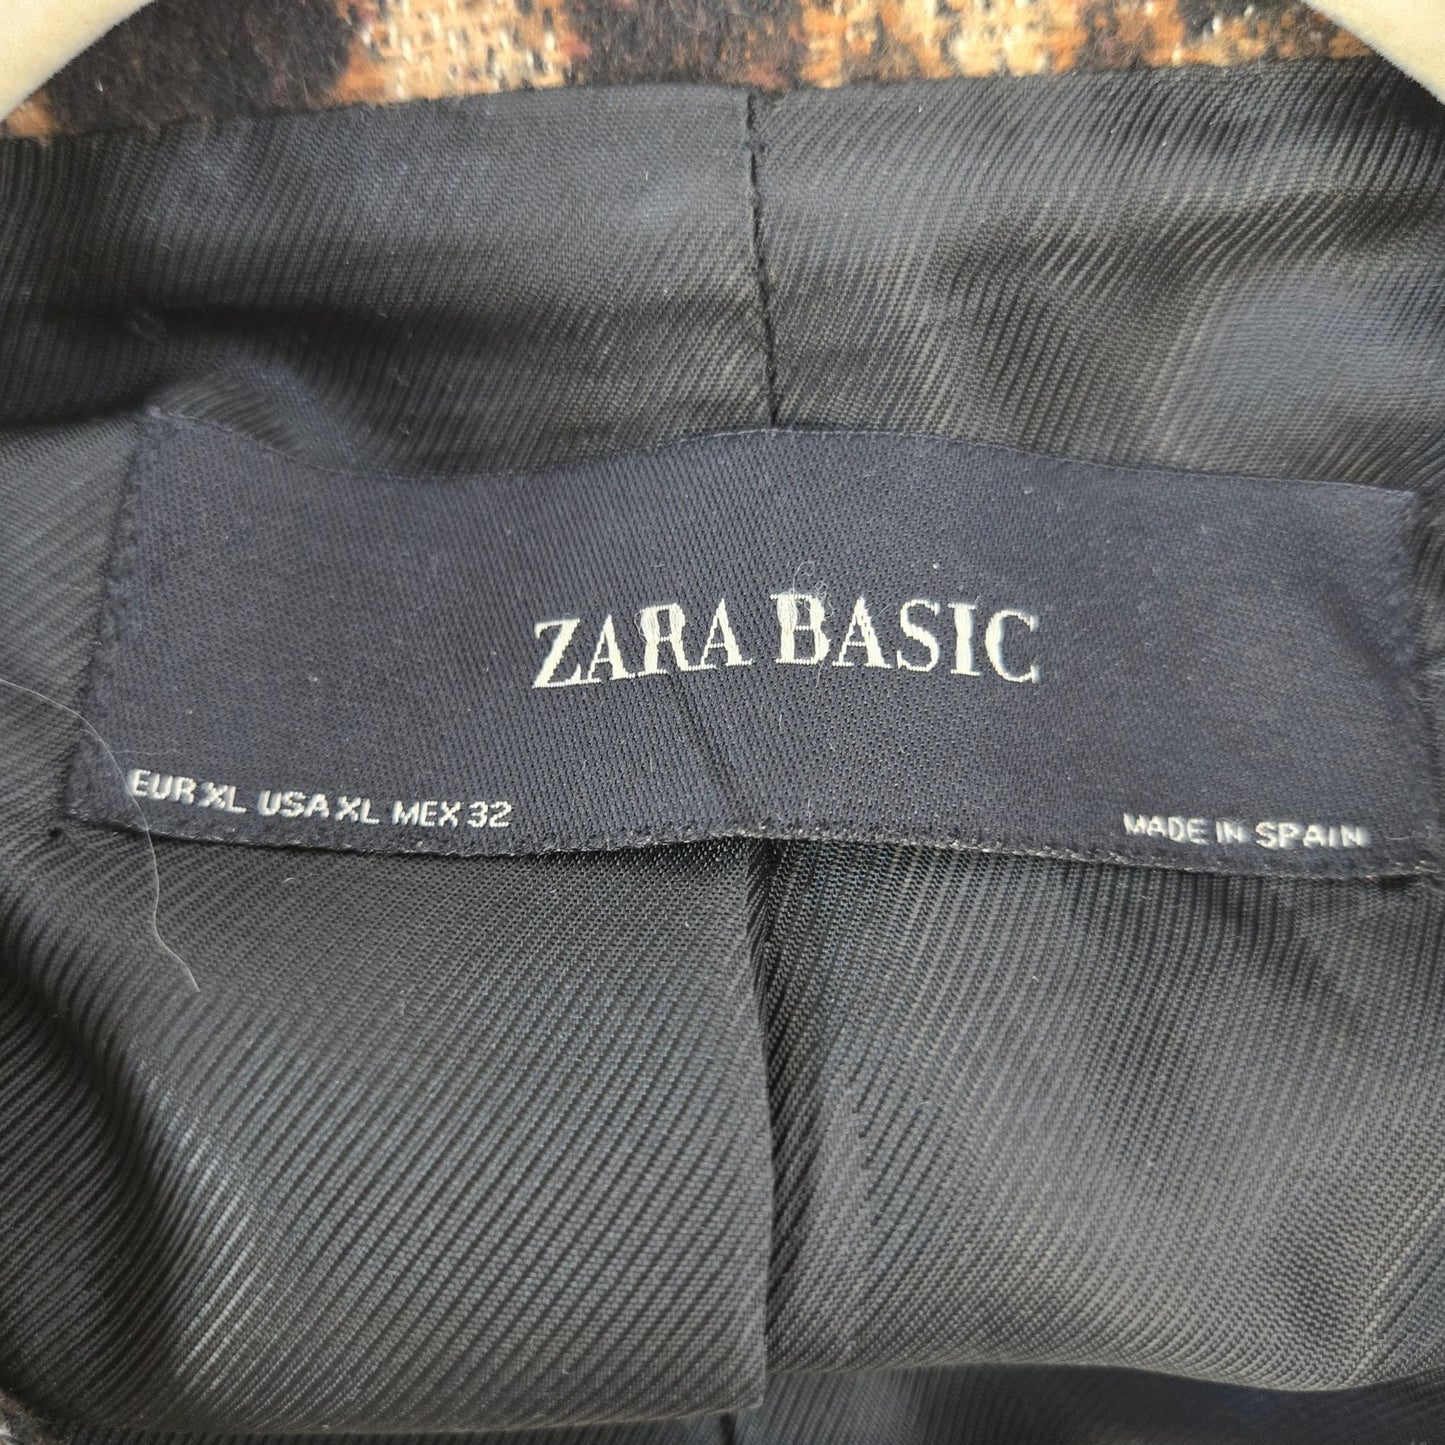 ZARA BASIC
EUR XL USA XL MEX 32
MADE IN SPAIN